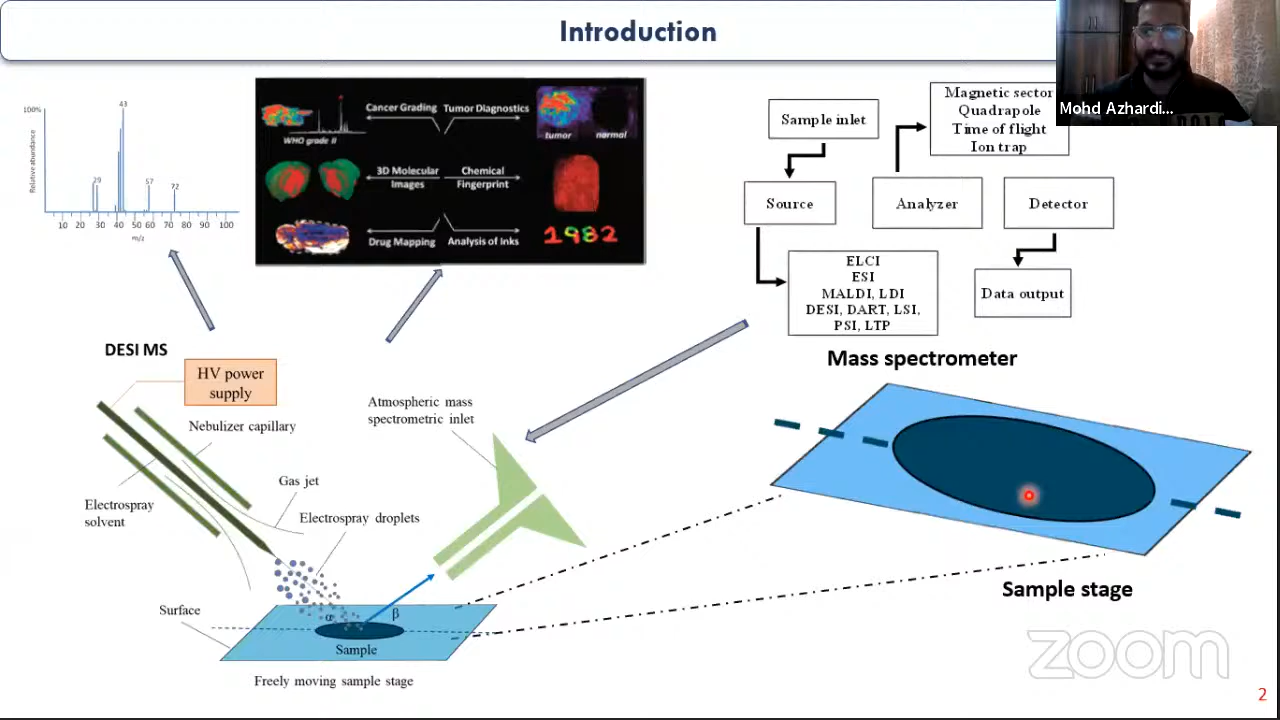 Introduction
Mohd Azhardi...
100%
Relative abundance
43
29
57
72
10 20 30 40 50 60 70 80 90 100
m/z
Cancer Grading
Tumor Diagnostics
WHO grade II
tumor
normal
3D Molecular
Images
Chemical
Fingerprint
Drug Mapping
Analysis of Inks
1982
Sample inlet
Magnetic sector
Quadrapole
Time of flight
Ion trap
Source
Analyzer
Detector
ELCI
ESI
MALDI, LDI
DESI, DART, LSI,
PSI, LTP
Data output
Mass spectrometer
DESI MS
HV power
supply
Nebulizer capillary
Atmospheric mass
spectrometric inlet
Gas jet
Electrospray
solvent
Electrospray droplets
Surface
α
β
Sample
Freely moving sample stage
Sample stage
zoom
2